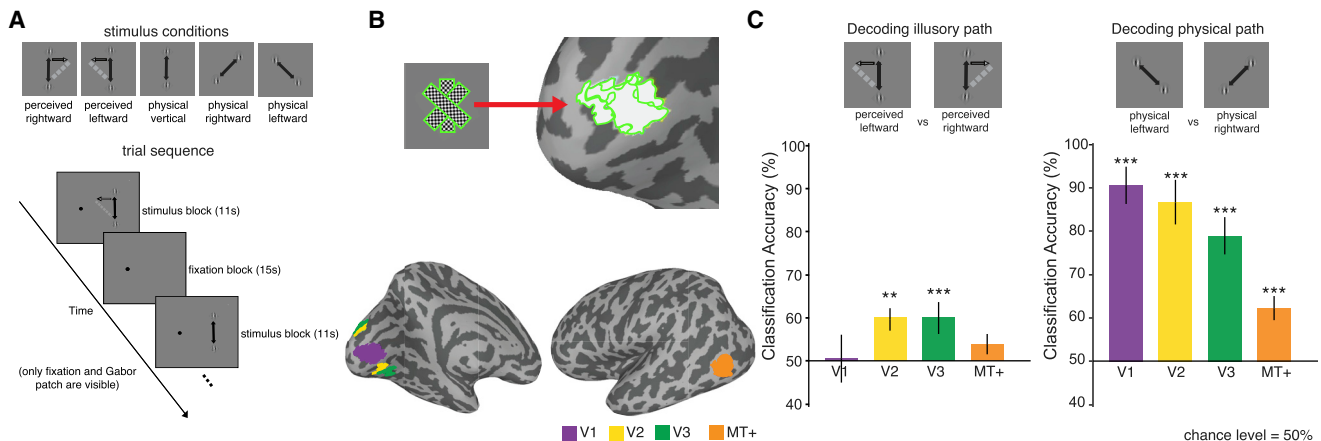 A
stimulus conditions
perceived rightward
perceived leftward
physical vertical
physical rightward
physical leftward
trial sequence
stimulus block (11s)
fixation block (15s)
Time
stimulus block (11s)
(only fixation and Gabor
patch are visible)
B
V1 V2 V3 MT+
C
Decoding illusory path
perceived leftward vs perceived rightward
Classification Accuracy (%)
100
90
80
70
60
50
40
** ***
V1 V2 V3 MT+
Decoding physical path
physical leftward vs physical rightward
Classification Accuracy (%)
100
90
80
70
60
50
40
*** *** *** ***
V1 V2 V3 MT+
chance level = 50%